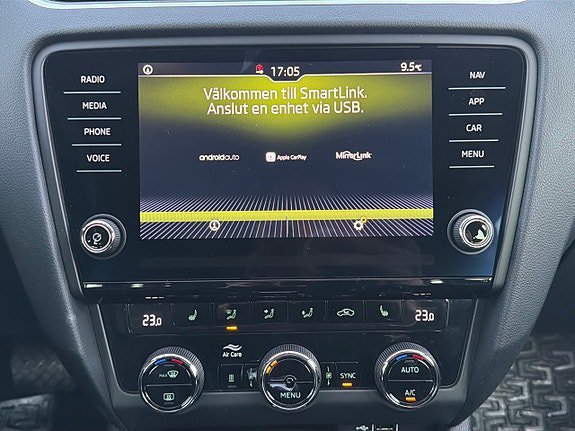 17:05
9.5°C
Välkommen till SmartLink.
Anslut en enhet via USB.
androidauto
Apple CarPlay
MirrorLink
RADIO
MEDIA
PHONE
VOICE
NAV
APP
CAR
MENU
23.0
23.0
Air Care
MAX
MENU
SYNC
AUTO
A/C